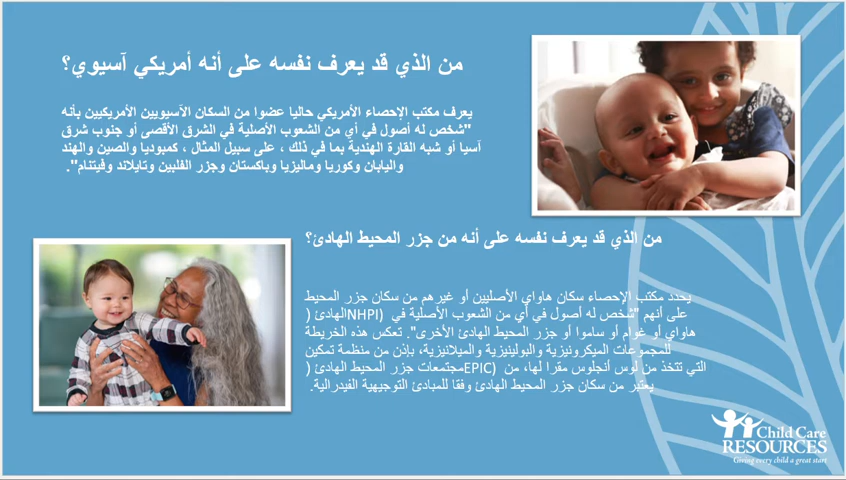 من الذي قد يعرف نفسه على أنه أمريكي آسيوي؟
يعرف مكتب الإحصاء الأمريكي حاليا عضوا من السكان الآسيويين الأمريكيين بأنه
"شخص له أصول في أي من الشعوب الأصلية في الشرق الأقصى أو جنوب شرق
آسيا أو شبه القارة الهندية بما في ذلك ، على سبيل المثال ، كمبوديا والصين والهند
واليابان وكوريا وماليزيا وباكستان وجزر الفلبين وتايلاند وفيتنام".
من الذي قد يعرف نفسه على أنه من جزر المحيط الهادئ؟
يحدد مكتب الإحصاء سكان هاواي الأصليين أو غيرهم من سكان جزر المحيط
الهادئ (NHPI) على أنهم "شخص له أصول في أي من الشعوب الأصلية في
هاواي أو غوام أو ساموا أو جزر المحيط الهادئ الأخرى". تعكس هذه الخريطة
للمجموعات الميكرونيزية والبولينيزية والميلانيزية، بإذن من منظمة تمكين
مجتمعات جزر المحيط الهادئ (EPIC) التي تتخذ من لوس أنجلوس مقرا لها، من
يعتبر من سكان جزر المحيط الهادئ وفقا للمبادئ التوجيهية الفيدرالية.
Child Care
RESOURCES
Giving every child a great start